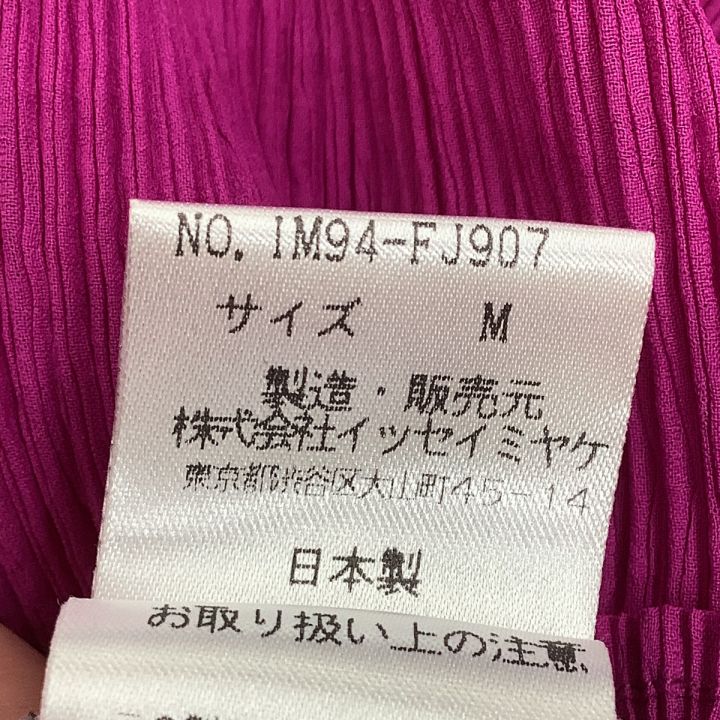 NO. IM94-FJ907
サイズ M
製造・販売元
株式会社イッセイミヤケ
東京都渋谷区大山町45-14
日本製
お取り扱い上の注意